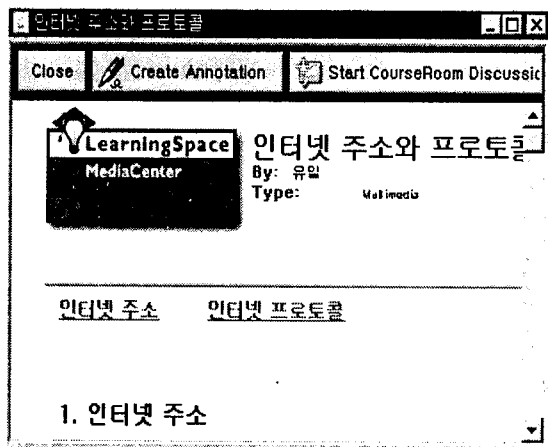 인터넷 주소와 프로토콜
Close Create Annotation Start CourseRoom Discussic
LearningSpace
MediaCenter
인터넷 주소와 프로토콜
By: 유일
Type: Multimedia
인터넷 주소 인터넷 프로토콜
1. 인터넷 주소